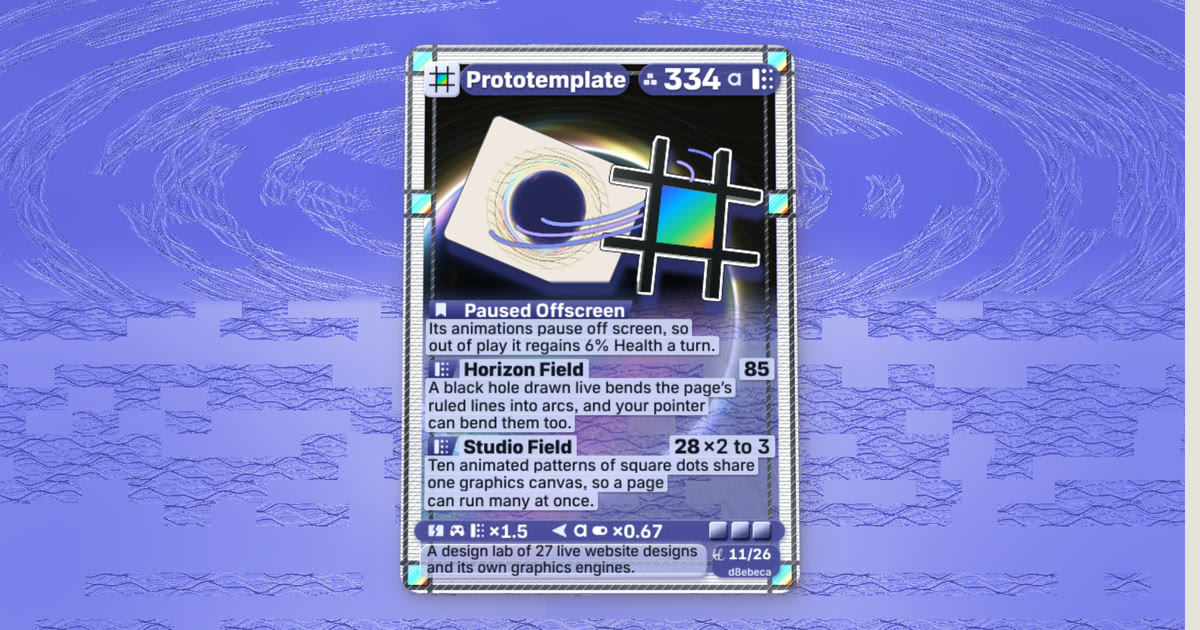 Prototemplate
334
Paused Offscreen
Its animations pause off screen, so
out of play it regains 6% Health a turn.
Horizon Field 85
A black hole drawn live bends the page's
ruled lines into arcs, and your pointer
can bend them too.
Studio Field 28 ×2 to 3
Ten animated patterns of square dots share
one graphics canvas, so a page
can run many at once.
×1.5 ×0.67
A design lab of 27 live website designs
and its own graphics engines.
11/26
d8ebeca